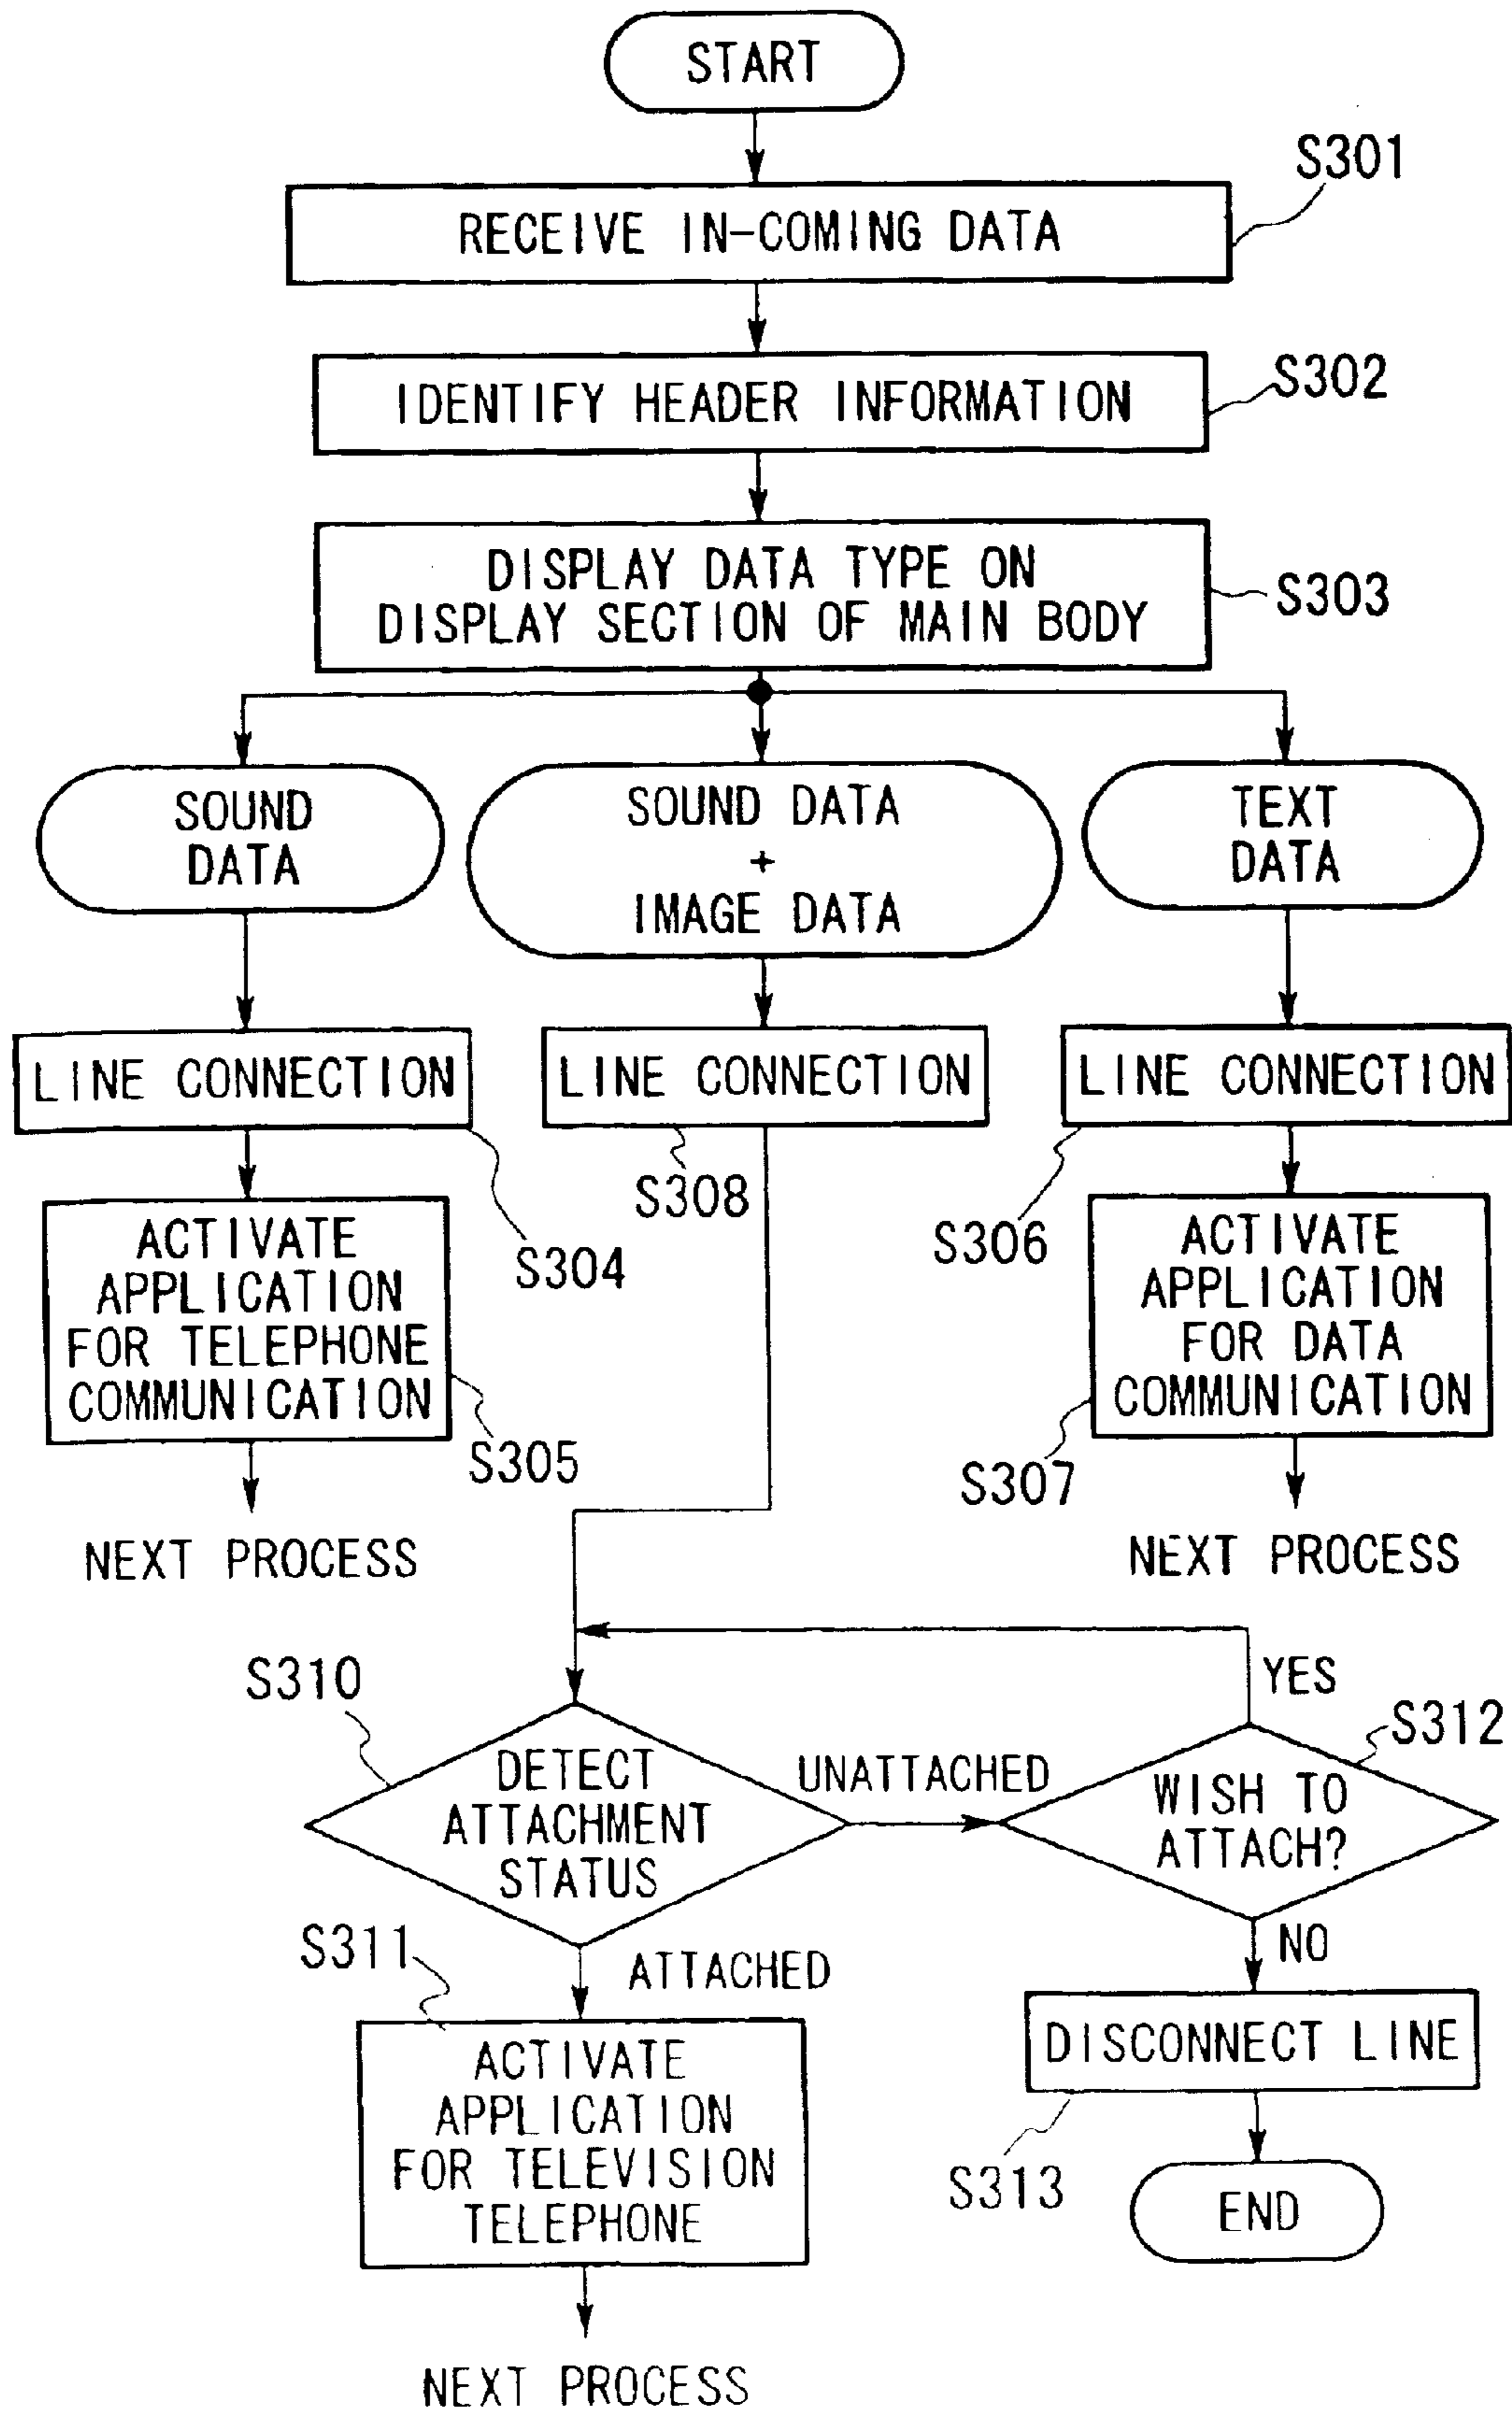 START
S301
RECEIVE IN-COMING DATA
S302
IDENTIFY HEADER INFORMATION
DISPLAY DATA TYPE ON
DISPLAY SECTION OF MAIN BODY
S303
SOUND
DATA
SOUND DATA
+
IMAGE DATA
TEXT
DATA
LINE CONNECTION
LINE CONNECTION
LINE CONNECTION
S304
S308
S306
ACTIVATE
APPLICATION
FOR TELEPHONE
COMMUNICATION
S305
ACTIVATE
APPLICATION
FOR DATA
COMMUNICATION
S307
NEXT PROCESS
NEXT PROCESS
S310
DETECT
ATTACHMENT
STATUS
UNATTACHED
YES
S312
WISH TO
ATTACH?
S311
ATTACHED
NO
ACTIVATE
APPLICATION
FOR TELEVISION
TELEPHONE
DISCONNECT LINE
S313
END
NEXT PROCESS